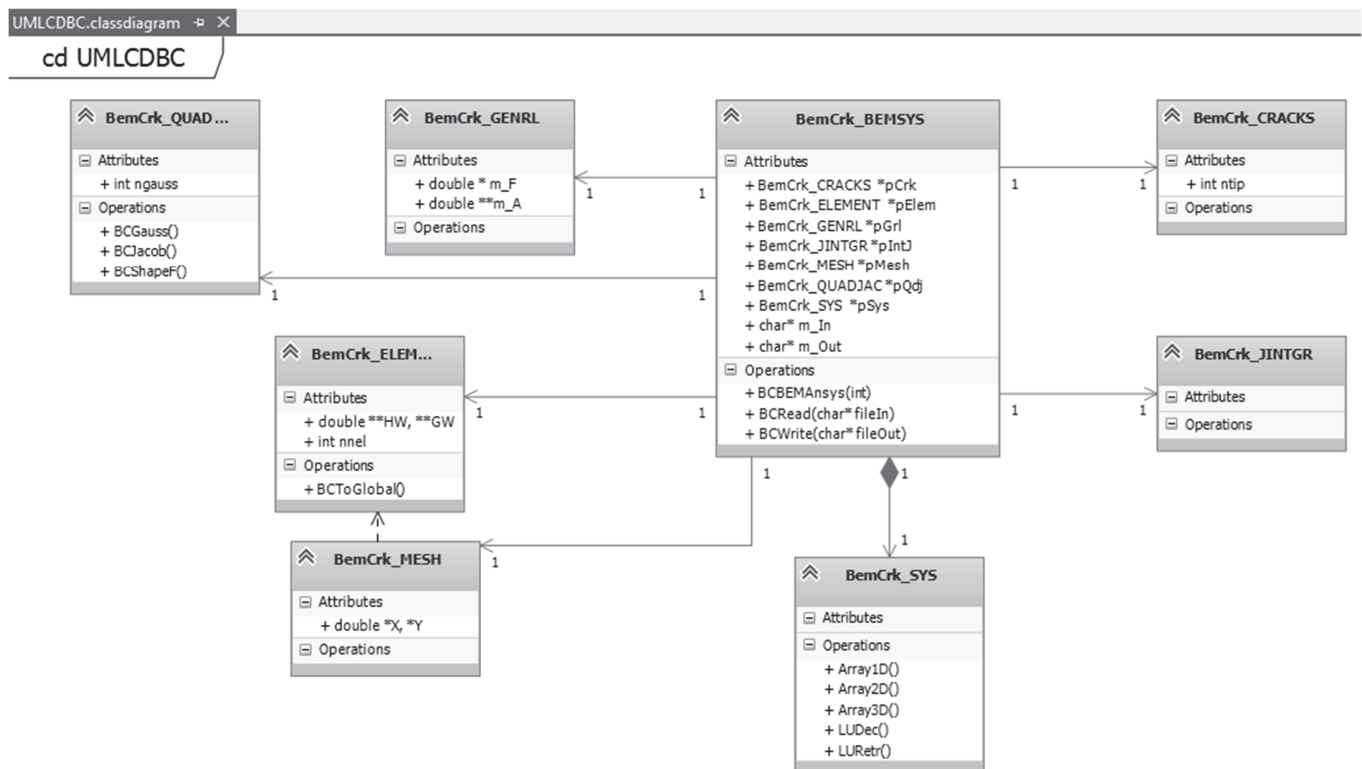 UMLCDBC.classdiagram
cd UMLCDBC
BemCrk_QUAD...
Attributes
+ int ngauss
Operations
+ BCGauss()
+ BCJacob()
+ BCShapeF()
BemCrk_GENRL
Attributes
+ double * m_F
+ double **m_A
Operations
BemCrk_BEMSYS
Attributes
+ BemCrk_CRACKS *pCrk
+ BemCrk_ELEMENT *pElem
+ BemCrk_GENRL *pGrl
+ BemCrk_JINTGR *pIntJ
+ BemCrk_MESH *pMesh
+ BemCrk_QUADJAC *pQdj
+ BemCrk_SYS *pSys
+ char* m_In
+ char* m_Out
Operations
+ BCBEMAnsys(int)
+ BCRead(char* fileIn)
+ BCWrite(char* fileOut)
BemCrk_CRACKS
Attributes
+ int ntip
Operations
1 1
1 1
1 1
BemCrk_ELEM...
Attributes
+ double **HW, **GW
+ int nnel
Operations
+ BCToGlobal()
1 1
BemCrk_JINTGR
Attributes
Operations
1 1
1
1
1
1
BemCrk_MESH
Attributes
+ double *X, *Y
Operations
BemCrk_SYS
Attributes
Operations
+ Array1D()
+ Array2D()
+ Array3D()
+ LUDec()
+ LURetr()